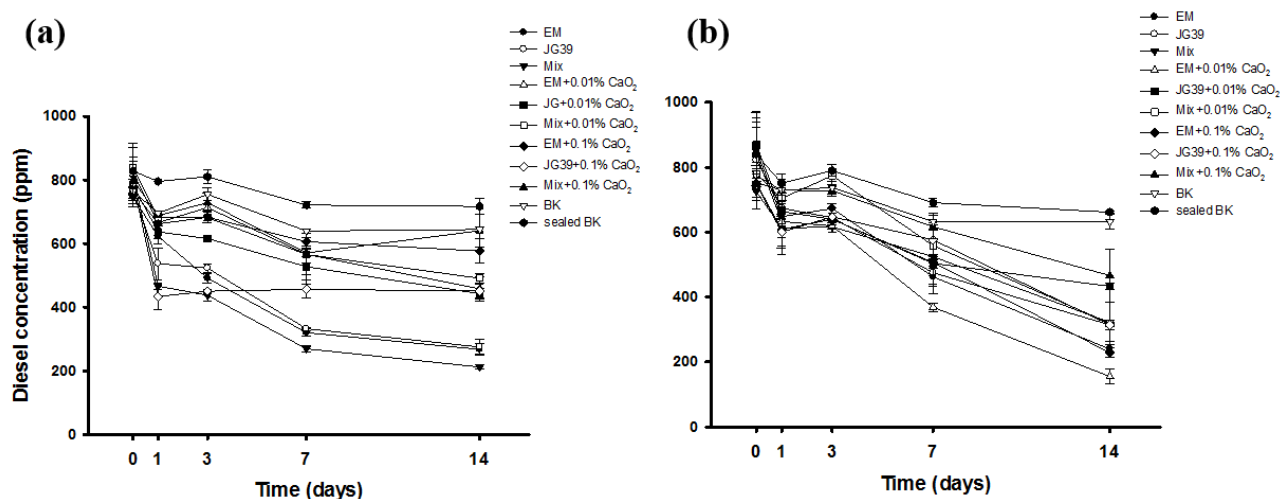 (a)
EM
JG39
Mix
EM+0.01% CaO₂
JG+0.01% CaO₂
Mix+0.01% CaO₂
EM+0.1% CaO₂
JG39+0.1% CaO₂
Mix+0.1% CaO₂
BK
sealed BK
Diesel concentration (ppm)
1000
800
600
400
200
0
0 1 3 7 14
Time (days)
(b)
EM
JG39
Mix
EM+0.01% CaO₂
JG39+0.01% CaO₂
Mix+0.01% CaO₂
EM+0.1% CaO₂
JG39+0.1% CaO₂
Mix+0.1% CaO₂
BK
sealed BK
1000
800
600
400
200
0
0 1 3 7 14
Time (days)